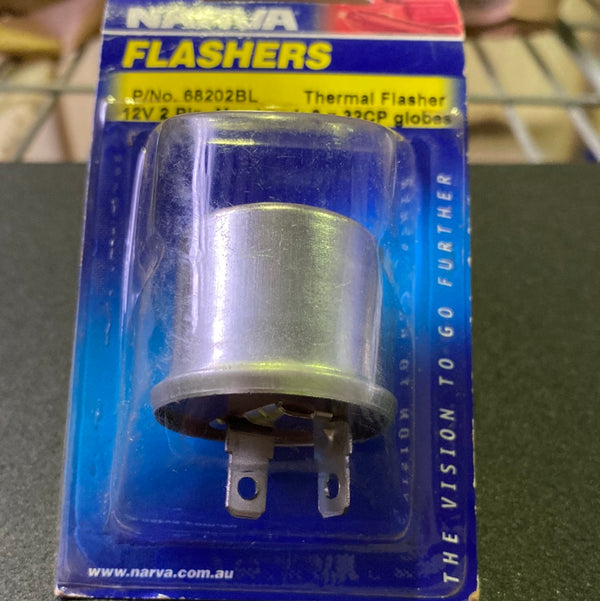 NARVA
FLASHERS
P/No. 68202BL Thermal Flasher
12V 2 Pin 32CP globes
THE VISION TO GO FURTHER
www.narva.com.au